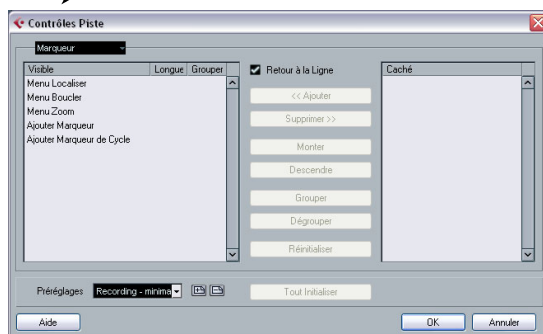 Contrôles Piste
Marqueur
Visible Longue Grouper
Menu Localiser
Menu Boucler
Menu Zoom
Ajouter Marqueur
Ajouter Marqueur de Cycle
Retour à la Ligne
<< Ajouter
Supprimer >>
Monter
Descendre
Grouper
Dégrouper
Réinitialiser
Caché
Préréglages Recording - minima
Tout Initialiser
Aide OK Annuler